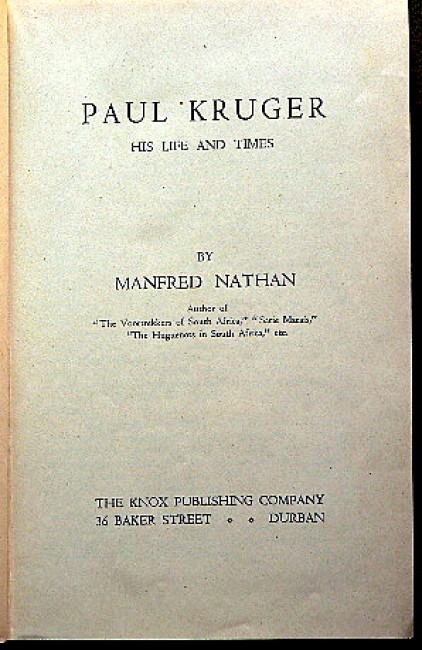 PAUL KRUGER
HIS LIFE AND TIMES
BY
MANFRED NATHAN
Author of
"The Voortrekkers of South Africa," "Sarie Marais,"
"The Huguenots in South Africa," etc.
THE KNOX PUBLISHING COMPANY
36 BAKER STREET ⋄ ⋄ DURBAN